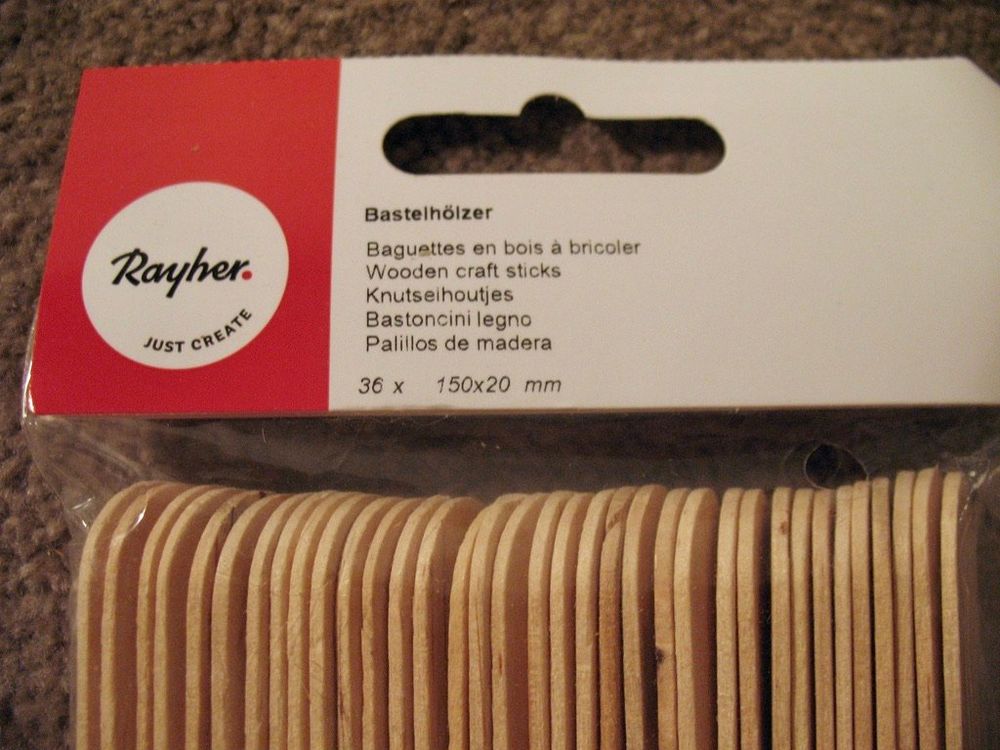 Rayher.
JUST CREATE
Bastelhölzer
Baguettes en bois à bricoler
Wooden craft sticks
Knutselhoutjes
Bastoncini legno
Palillos de madera
36 x 150x20 mm